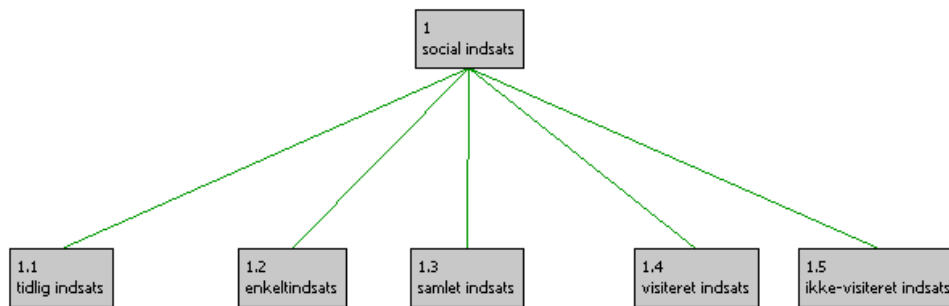 1
social indsats
1.1
tidlig indsats
1.2
enkeltindsats
1.3
samlet indsats
1.4
visiteret indsats
1.5
ikke-visiteret indsats